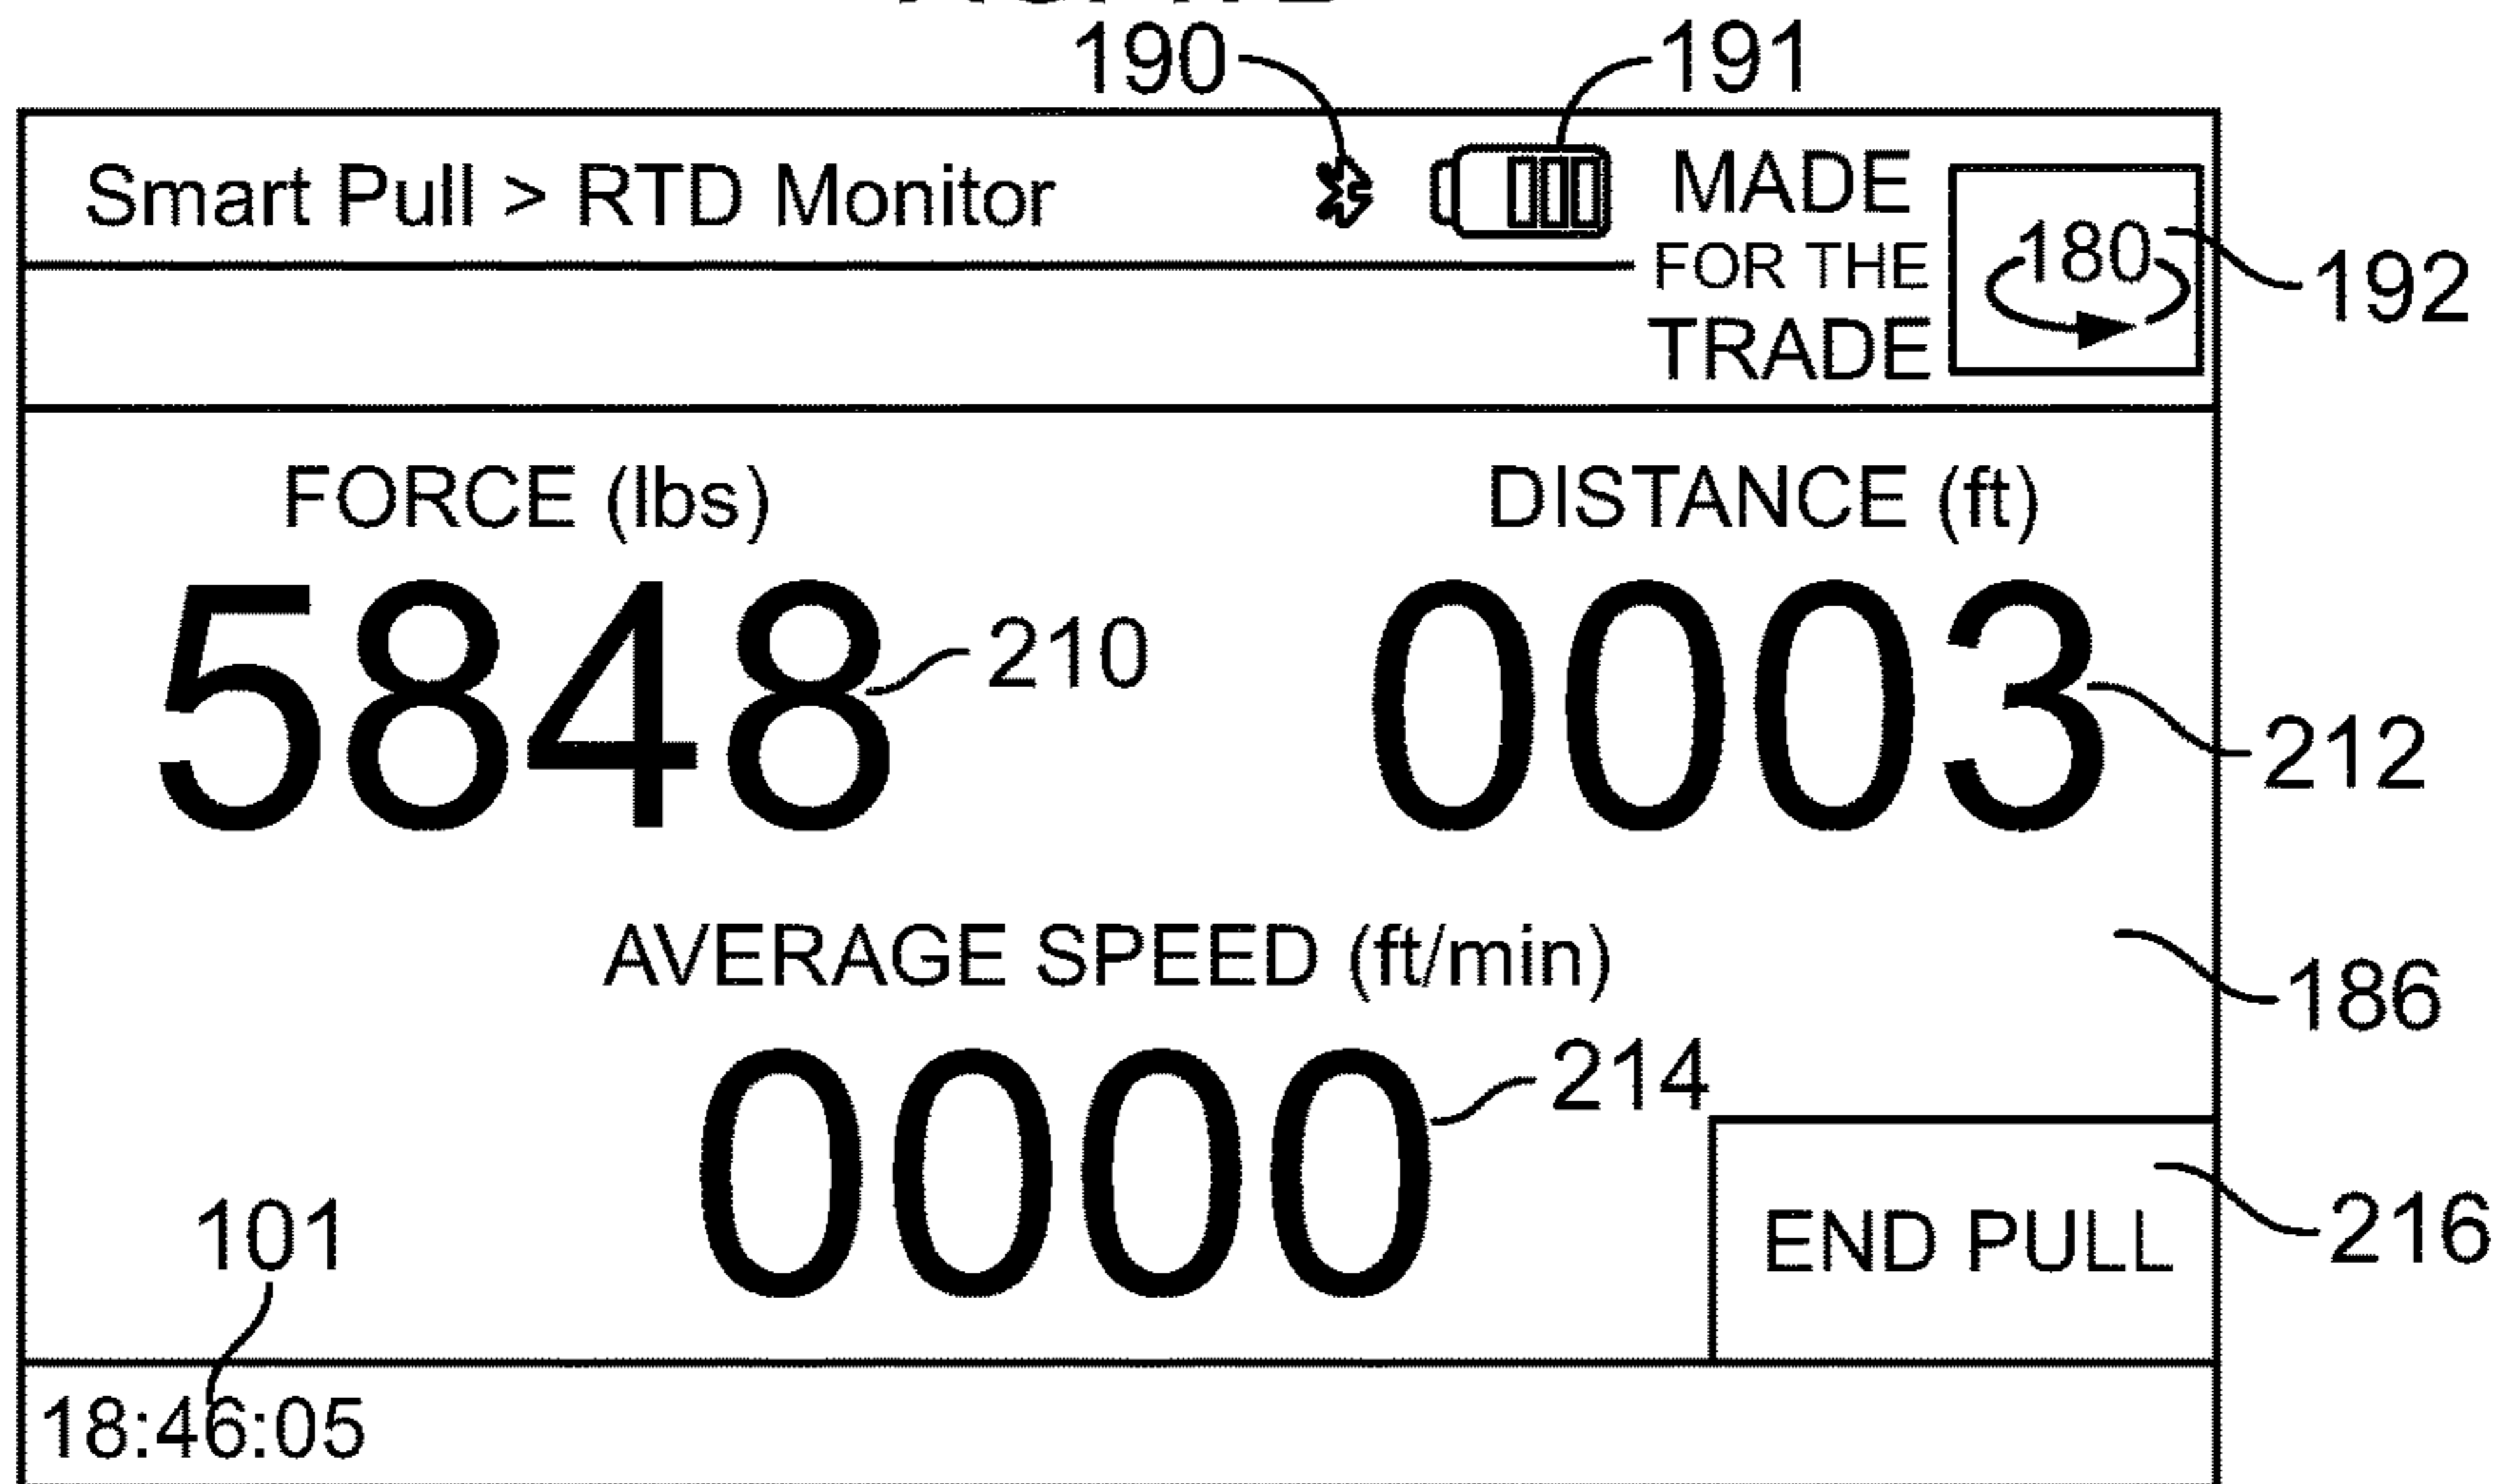 190 191
Smart Pull > RTD Monitor
MADE
FOR THE
TRADE
180
192
FORCE (lbs) DISTANCE (ft)
5848 210 0003
212
AVERAGE SPEED (ft/min)
186
0000 214
101 END PULL 216
18:46:05